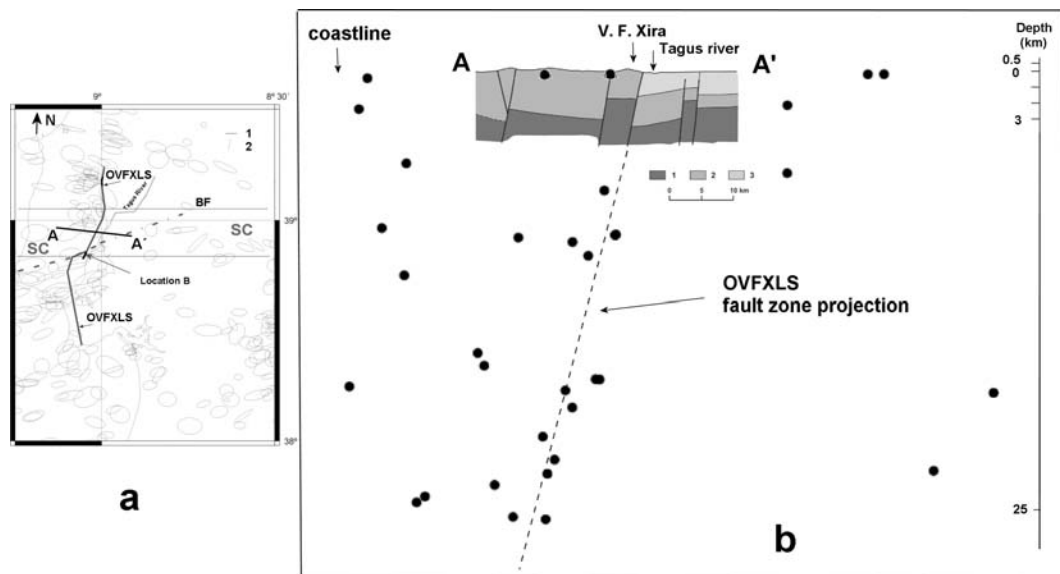 9°
8° 30'
N
1
2
OVFXLS
Tagus River
BF
39°
A
A'
SC
SC
Location B
OVFXLS
38°
a
coastline
V. F. Xira
Tagus river
A
A'
1 2 3
0 5 10 km
OVFXLS
fault zone projection
Depth
(km)
0.5
0
3
25
b